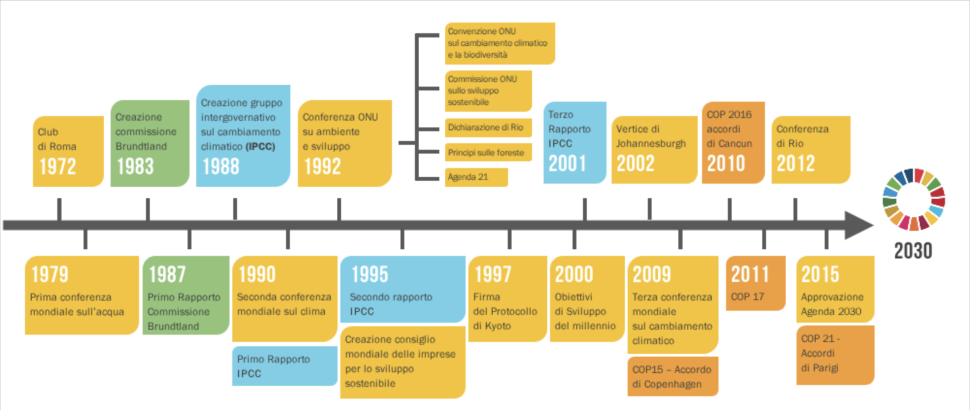 Club
di Roma
1972
Creazione
commissione
Brundtland
1983
Creazione gruppo
intergovernativo
sul cambiamento
climatico (IPCC)
1988
Conferenza ONU
su ambiente
e sviluppo
1992
Convenzione ONU
sul cambiamento climatico
e la biodiversità
Commissione ONU
sullo sviluppo
sostenibile
Dichiarazione di Rio
Principi sulle foreste
Agenda 21
Terzo
Rapporto
IPCC
2001
Vertice di
Johannesburgh
2002
COP 2016
accordi
di Cancun
2010
Conferenza
di Rio
2012
2030
1979
Prima conferenza
mondiale sull'acqua
1987
Primo Rapporto
Commissione
Brundtland
1990
Seconda conferenza
mondiale sul clima
Primo Rapporto
IPCC
1995
Secondo rapporto
IPCC
Creazione consiglio
mondiale delle imprese
per lo sviluppo
sostenibile
1997
Firma
del Protocollo
di Kyoto
2000
Obiettivi
di Sviluppo
del millennio
2009
Terza conferenza
mondiale
sul cambiamento
climatico
COP15 – Accordo
di Copenhagen
2011
COP 17
2015
Approvazione
Agenda 2030
COP 21 -
Accordi
di Parigi